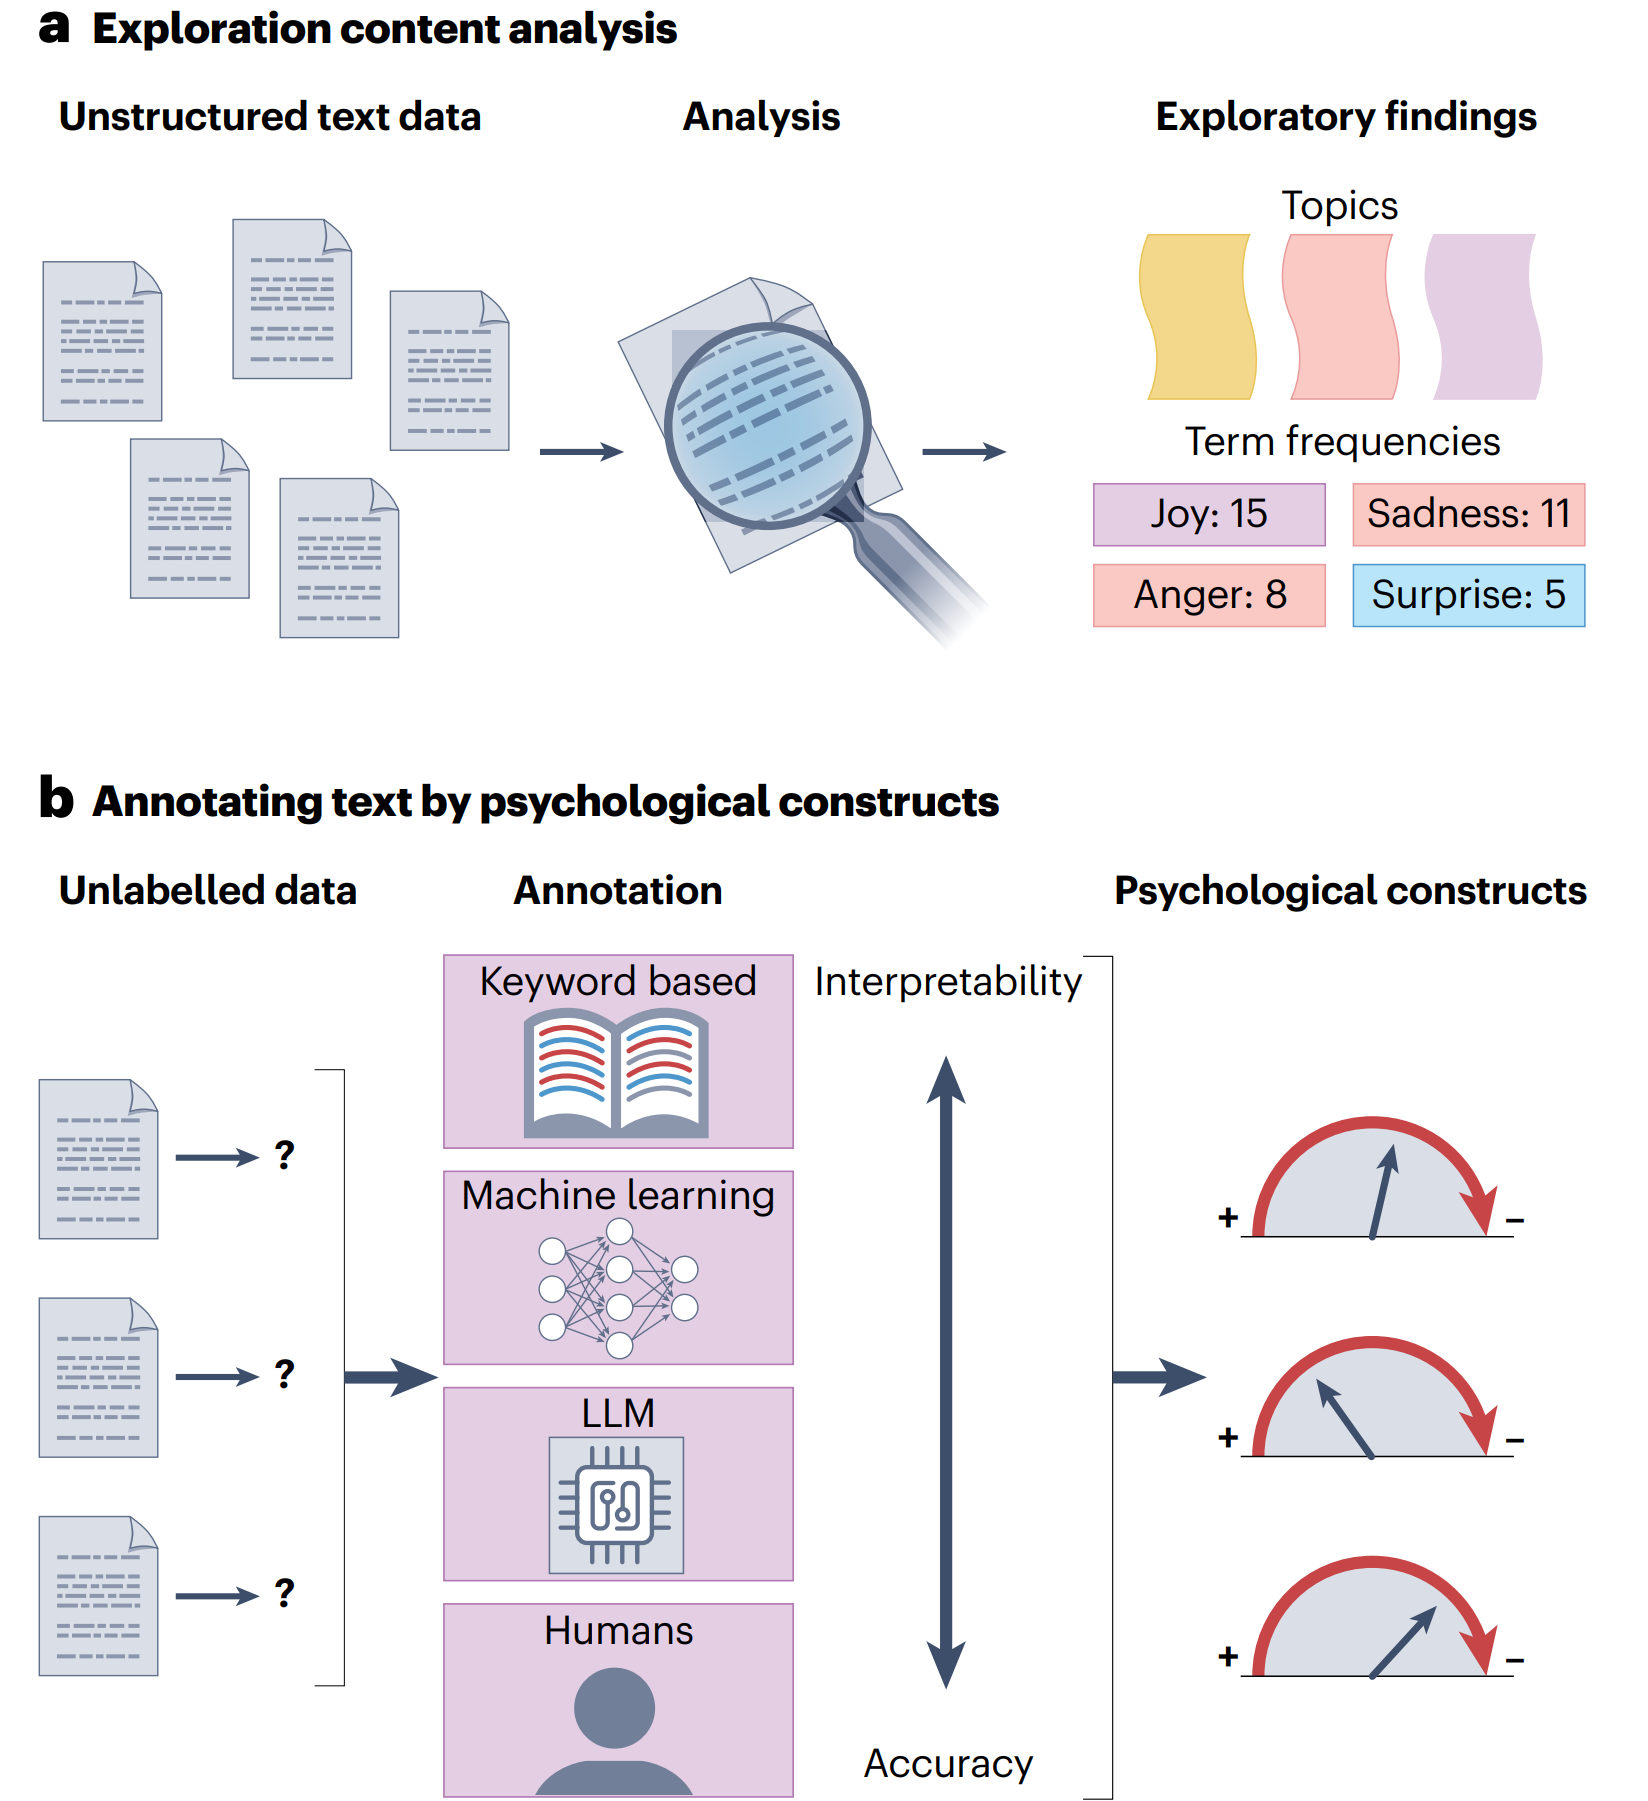 a Exploration content analysis
Unstructured text data
Analysis
Exploratory findings
Topics
Term frequencies
Joy: 15
Sadness: 11
Anger: 8
Surprise: 5
b Annotating text by psychological constructs
Unlabelled data
Annotation
Psychological constructs
?
?
?
Keyword based
Machine learning
LLM
Humans
Interpretability
Accuracy
+ –
+ –
+ –